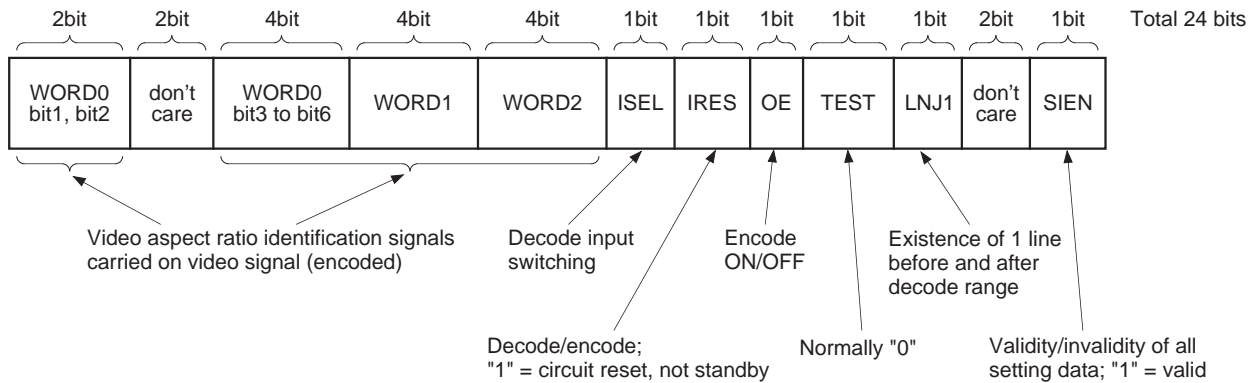 2bit 2bit 4bit 4bit 4bit 1bit 1bit 1bit 1bit 1bit 2bit 1bit Total 24 bits
WORD0 bit1, bit2
don't care
WORD0 bit3 to bit6
WORD1
WORD2
ISEL
IRES
OE
TEST
LNJ1
don't care
SIEN
Video aspect ratio identification signals
carried on video signal (encoded)
Decode input
switching
Encode
ON/OFF
Existence of 1 line
before and after
decode range
Decode/encode;
"1" = circuit reset, not standby
Normally "0"
Validity/invalidity of all
setting data; "1" = valid